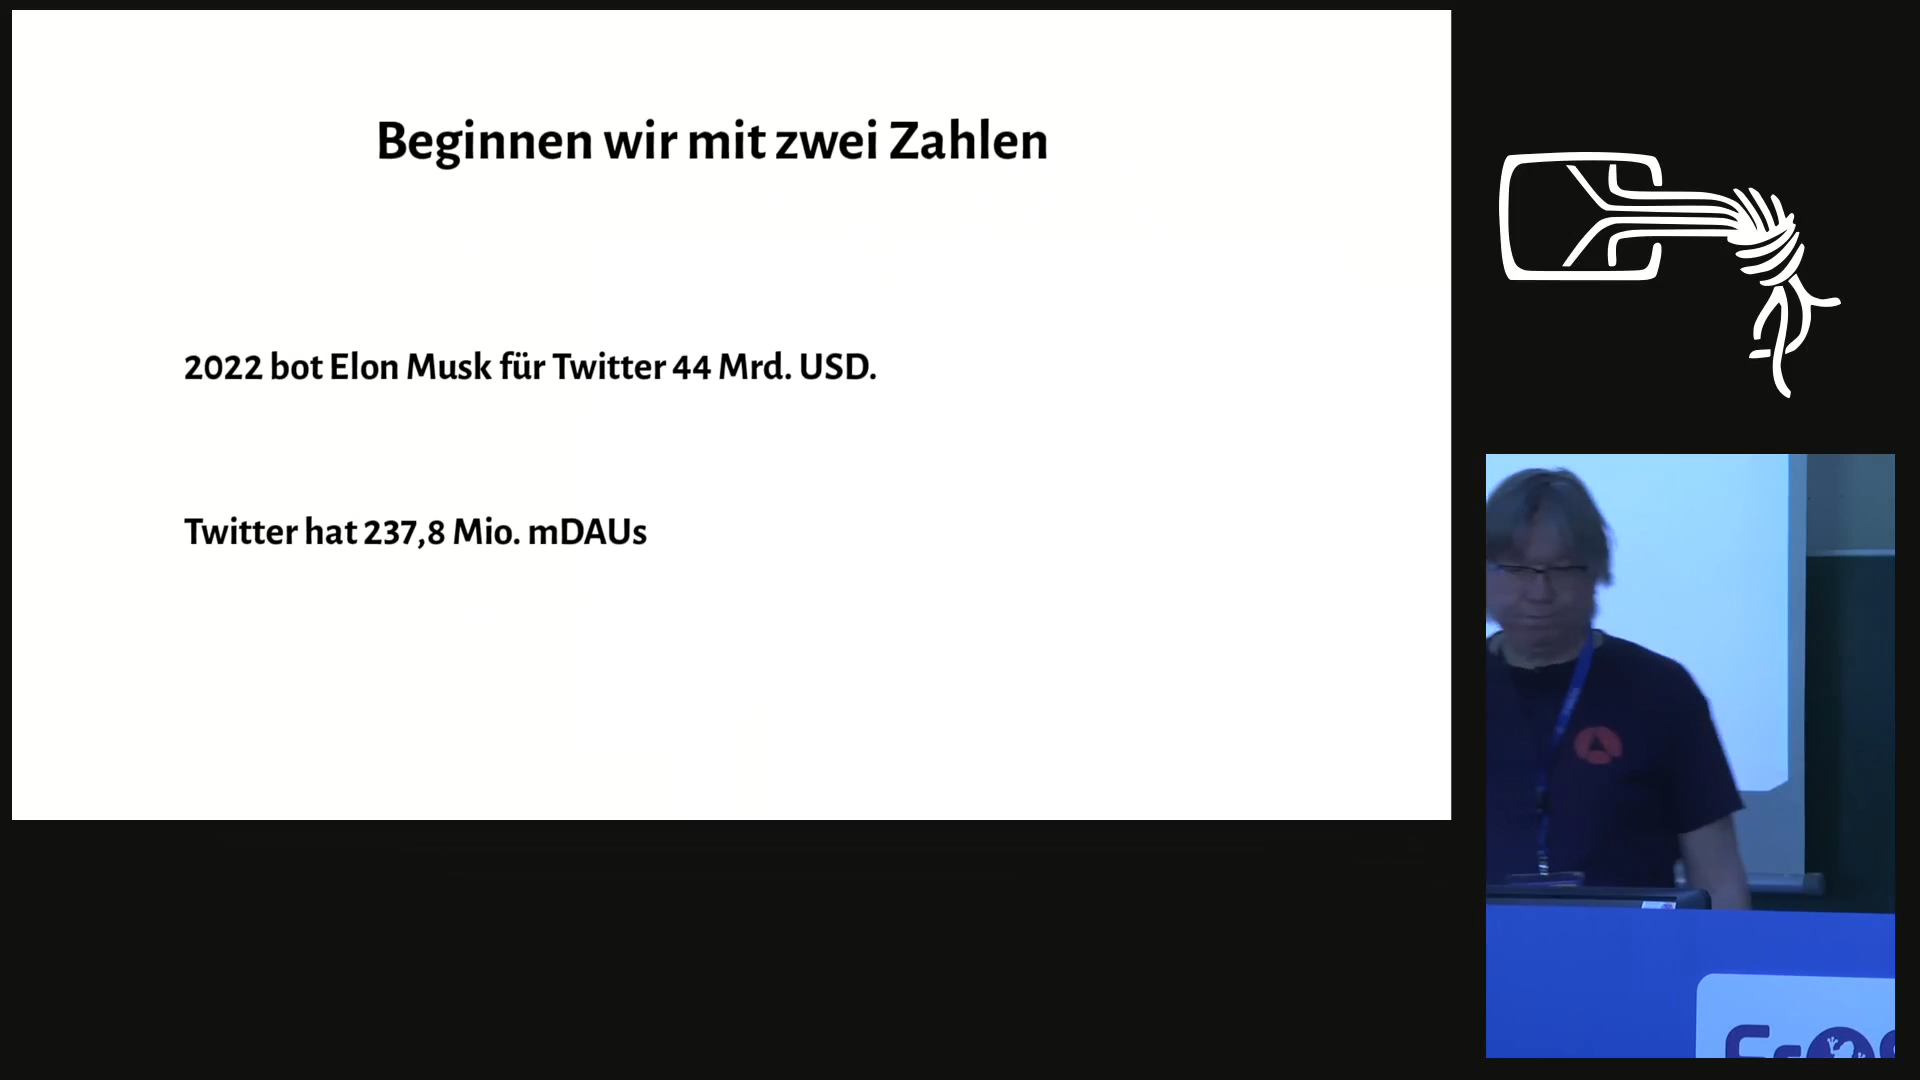 Beginnen wir mit zwei Zahlen
2022 bot Elon Musk für Twitter 44 Mrd. USD.
Twitter hat 237,8 Mio. mDAUs